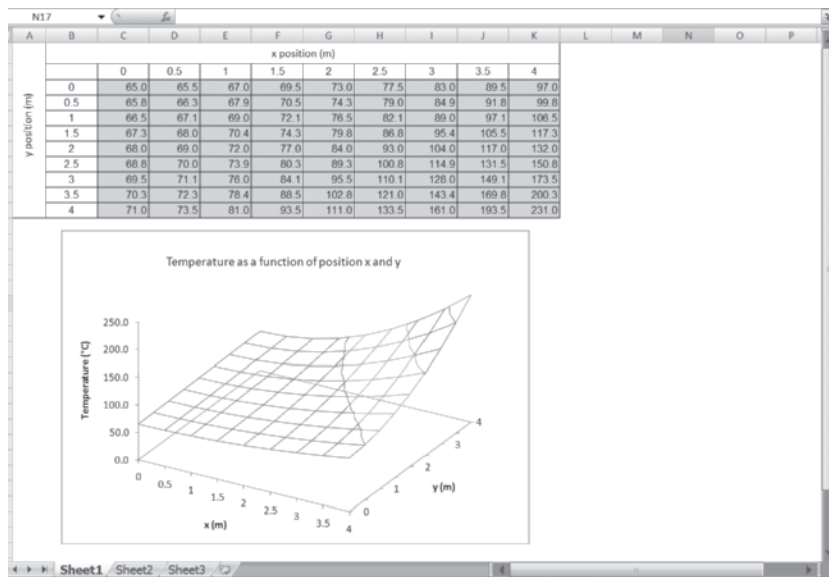 N17 fx
A B C D E F G H I J K L M N O P
x position (m)
0 0.5 1 1.5 2 2.5 3 3.5 4
y position (m)
0 65.0 65.5 67.0 69.5 73.0 77.5 83.0 89.5 97.0
0.5 65.8 66.3 67.9 70.5 74.3 79.0 84.9 91.8 99.8
1 66.5 67.1 69.0 72.1 76.5 82.1 89.0 97.1 106.5
1.5 67.3 68.0 70.4 74.3 79.8 86.8 95.4 105.5 117.3
2 68.0 69.0 72.0 77.0 84.0 93.0 104.0 117.0 132.0
2.5 68.8 70.0 73.9 80.3 89.3 100.8 114.9 131.5 150.8
3 69.5 71.1 76.0 84.1 95.5 110.1 128.0 149.1 173.5
3.5 70.3 72.3 78.4 88.5 102.8 121.0 143.4 169.8 200.3
4 71.0 73.5 81.0 93.5 111.0 133.5 161.0 193.5 231.0
Temperature as a function of position x and y
Temperature (°C)
250.0
200.0
150.0
100.0
50.0
0.0
0 0.5 1 1.5 2 2.5 3 3.5 4
x (m)
0 1 2 3 4
y (m)
Sheet1 Sheet2 Sheet3